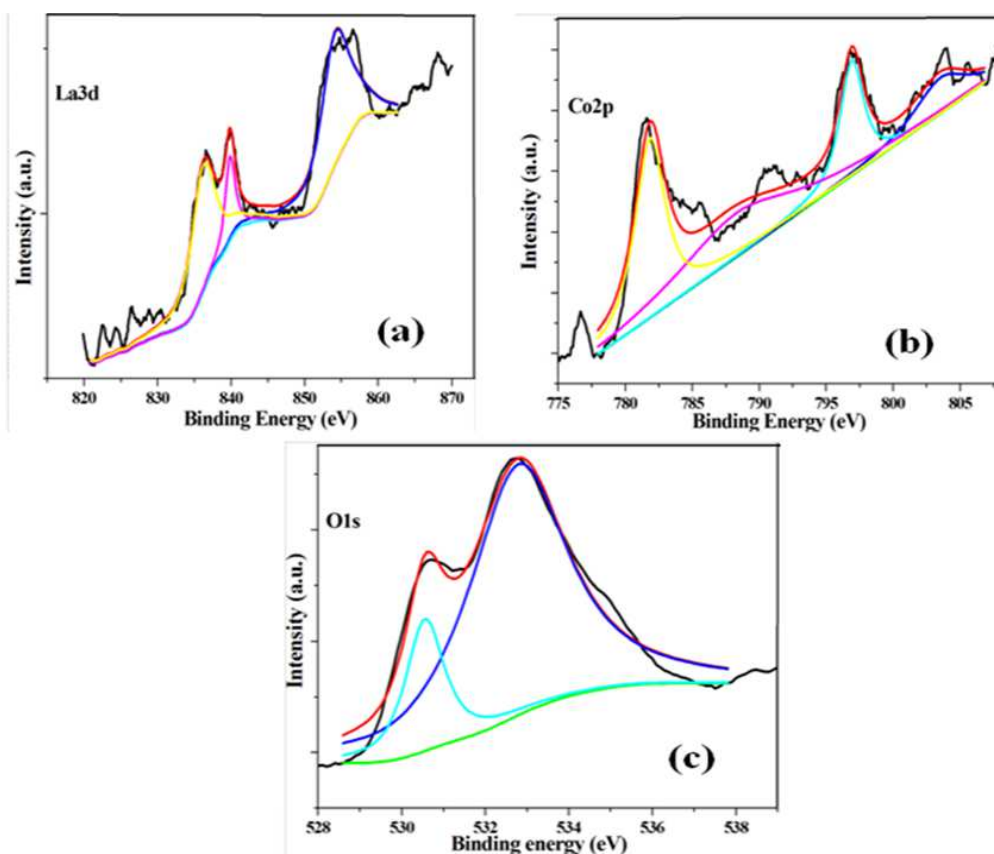 La3d
Intensity (a.u.)
(a)
820 830 840 850 860 870
Binding Energy (eV)
Co2p
Intensity (a.u.)
(b)
775 780 785 790 795 800 805
Binding Energy (eV)
O1s
Intensity (a.u.)
(c)
528 530 532 534 536 538
Binding energy (eV)